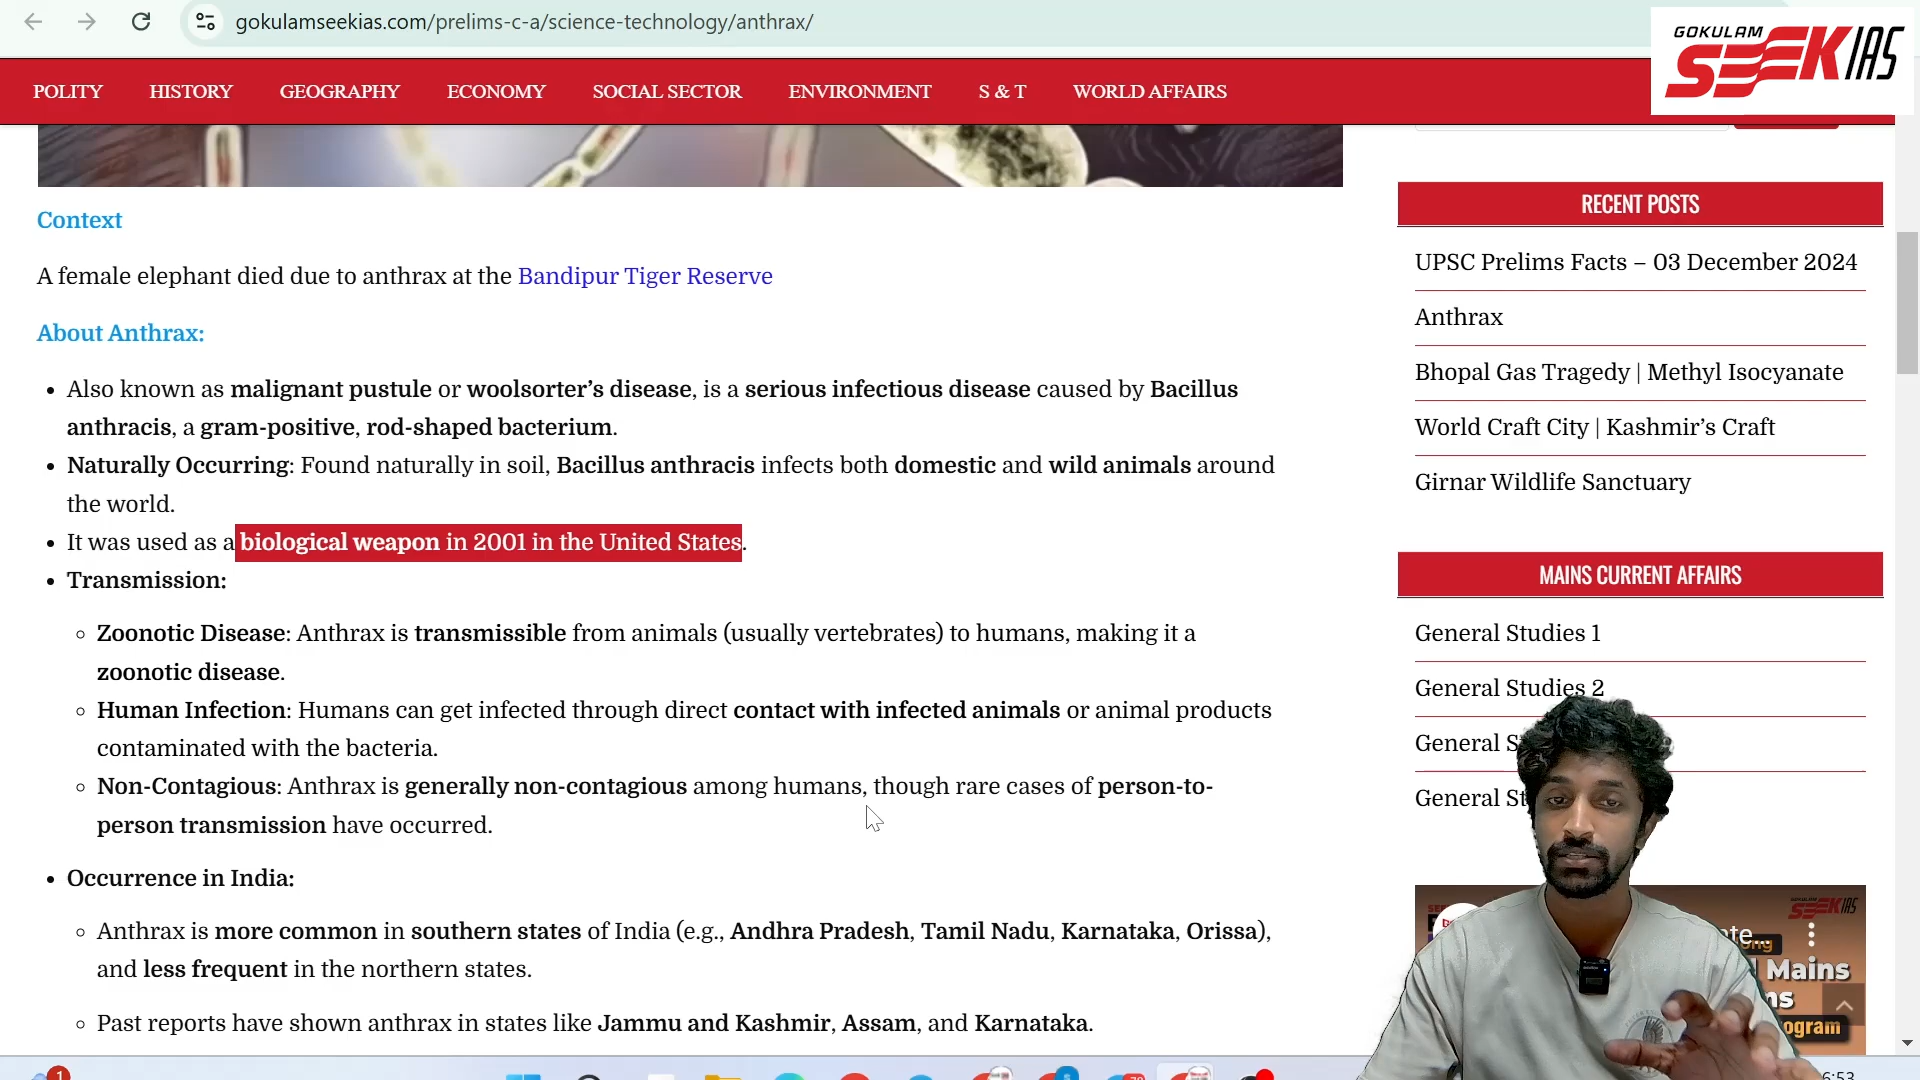 gokulamseekias.com/prelims-c-a/science-technology/anthrax/
GOKULAM
SEEKIAS
POLITY HISTORY GEOGRAPHY ECONOMY SOCIAL SECTOR ENVIRONMENT S & T WORLD AFFAIRS
Context
A female elephant died due to anthrax at the Bandipur Tiger Reserve
About Anthrax:
• Also known as malignant pustule or woolsorter’s disease, is a serious infectious disease caused by Bacillus
anthracis, a gram-positive, rod-shaped bacterium.
• Naturally Occurring: Found naturally in soil, Bacillus anthracis infects both domestic and wild animals around
the world.
• It was used as a biological weapon in 2001 in the United States.
• Transmission:
○ Zoonotic Disease: Anthrax is transmissible from animals (usually vertebrates) to humans, making it a
zoonotic disease.
○ Human Infection: Humans can get infected through direct contact with infected animals or animal products
contaminated with the bacteria.
○ Non-Contagious: Anthrax is generally non-contagious among humans, though rare cases of person-to-
person transmission have occurred.
• Occurrence in India:
○ Anthrax is more common in southern states of India (e.g., Andhra Pradesh, Tamil Nadu, Karnataka, Orissa),
and less frequent in the northern states.
○ Past reports have shown anthrax in states like Jammu and Kashmir, Assam, and Karnataka.
RECENT POSTS
UPSC Prelims Facts – 03 December 2024
Anthrax
Bhopal Gas Tragedy | Methyl Isocyanate
World Craft City | Kashmir’s Craft
Girnar Wildlife Sanctuary
MAINS CURRENT AFFAIRS
General Studies 1
General Studies 2
General S
General St
SEEKIAS
Mains
1
6:53